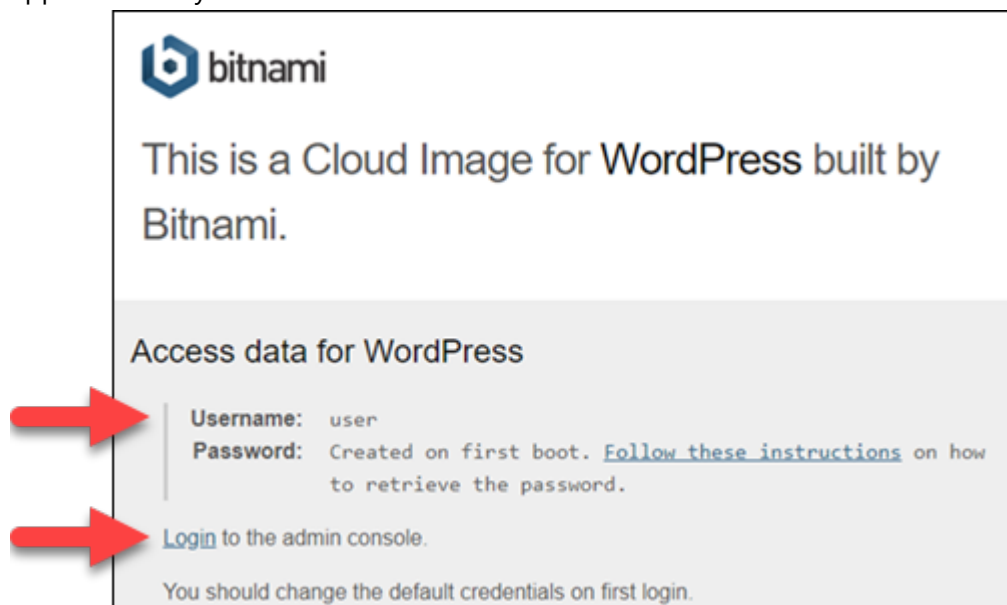 bitnami
This is a Cloud Image for WordPress built by
Bitnami.
Access data for WordPress
Username: user
Password: Created on first boot. Follow these instructions on how
to retrieve the password.
Login to the admin console.
You should change the default credentials on first login.